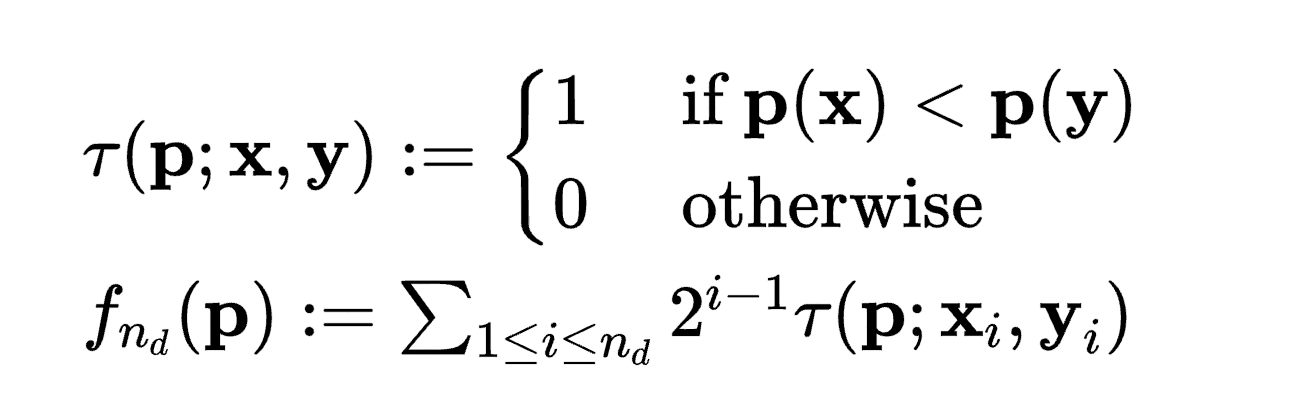 τ(𝐩; 𝐱, 𝐲) := { 1 if 𝐩(𝐱) < 𝐩(𝐲)
0 otherwise
f_{n_d}(𝐩) := ∑_{1≤i≤n_d} 2^{i−1}τ(𝐩; 𝐱_i, 𝐲_i)